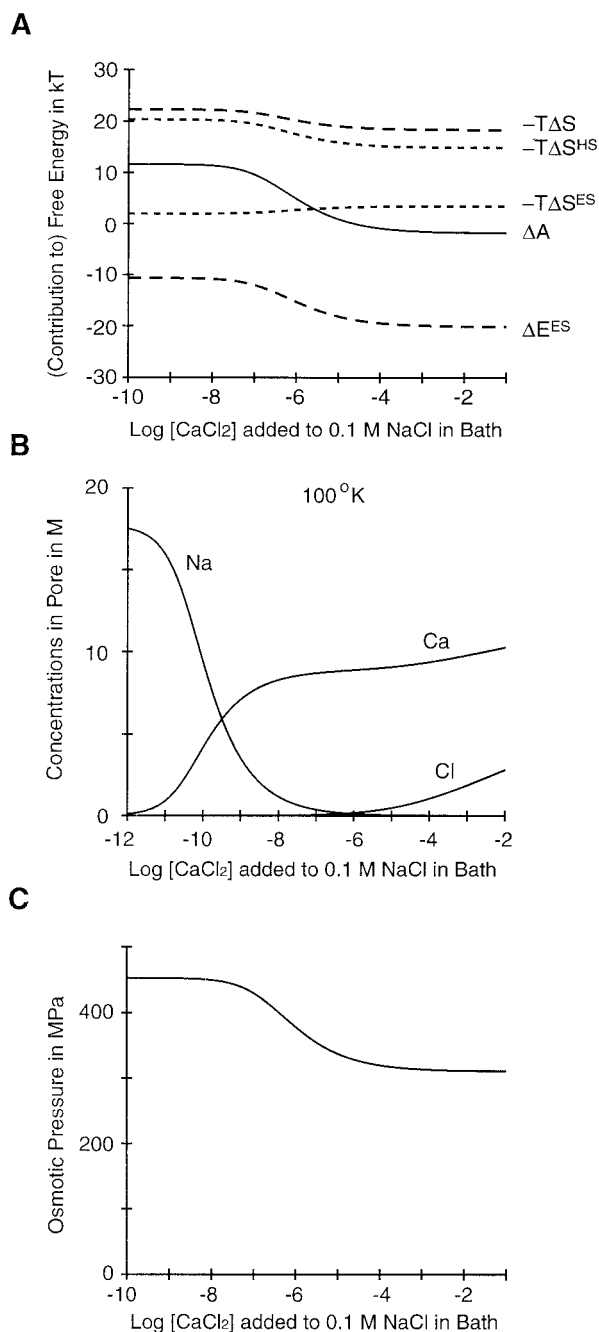 A
(Contribution to) Free Energy in kT
30
20
10
0
-10
-20
-30
−TΔS
−TΔS^HS
−TΔS^ES
ΔA
ΔE^ES
-10 -8 -6 -4 -2
Log [CaCl₂] added to 0.1 M NaCl in Bath
B
Concentrations in Pore in M
100°K
20
10
0
Na
Ca
Cl
-12 -10 -8 -6 -4 -2
Log [CaCl₂] added to 0.1 M NaCl in Bath
C
Osmotic Pressure in MPa
400
200
0
-10 -8 -6 -4 -2
Log [CaCl₂] added to 0.1 M NaCl in Bath